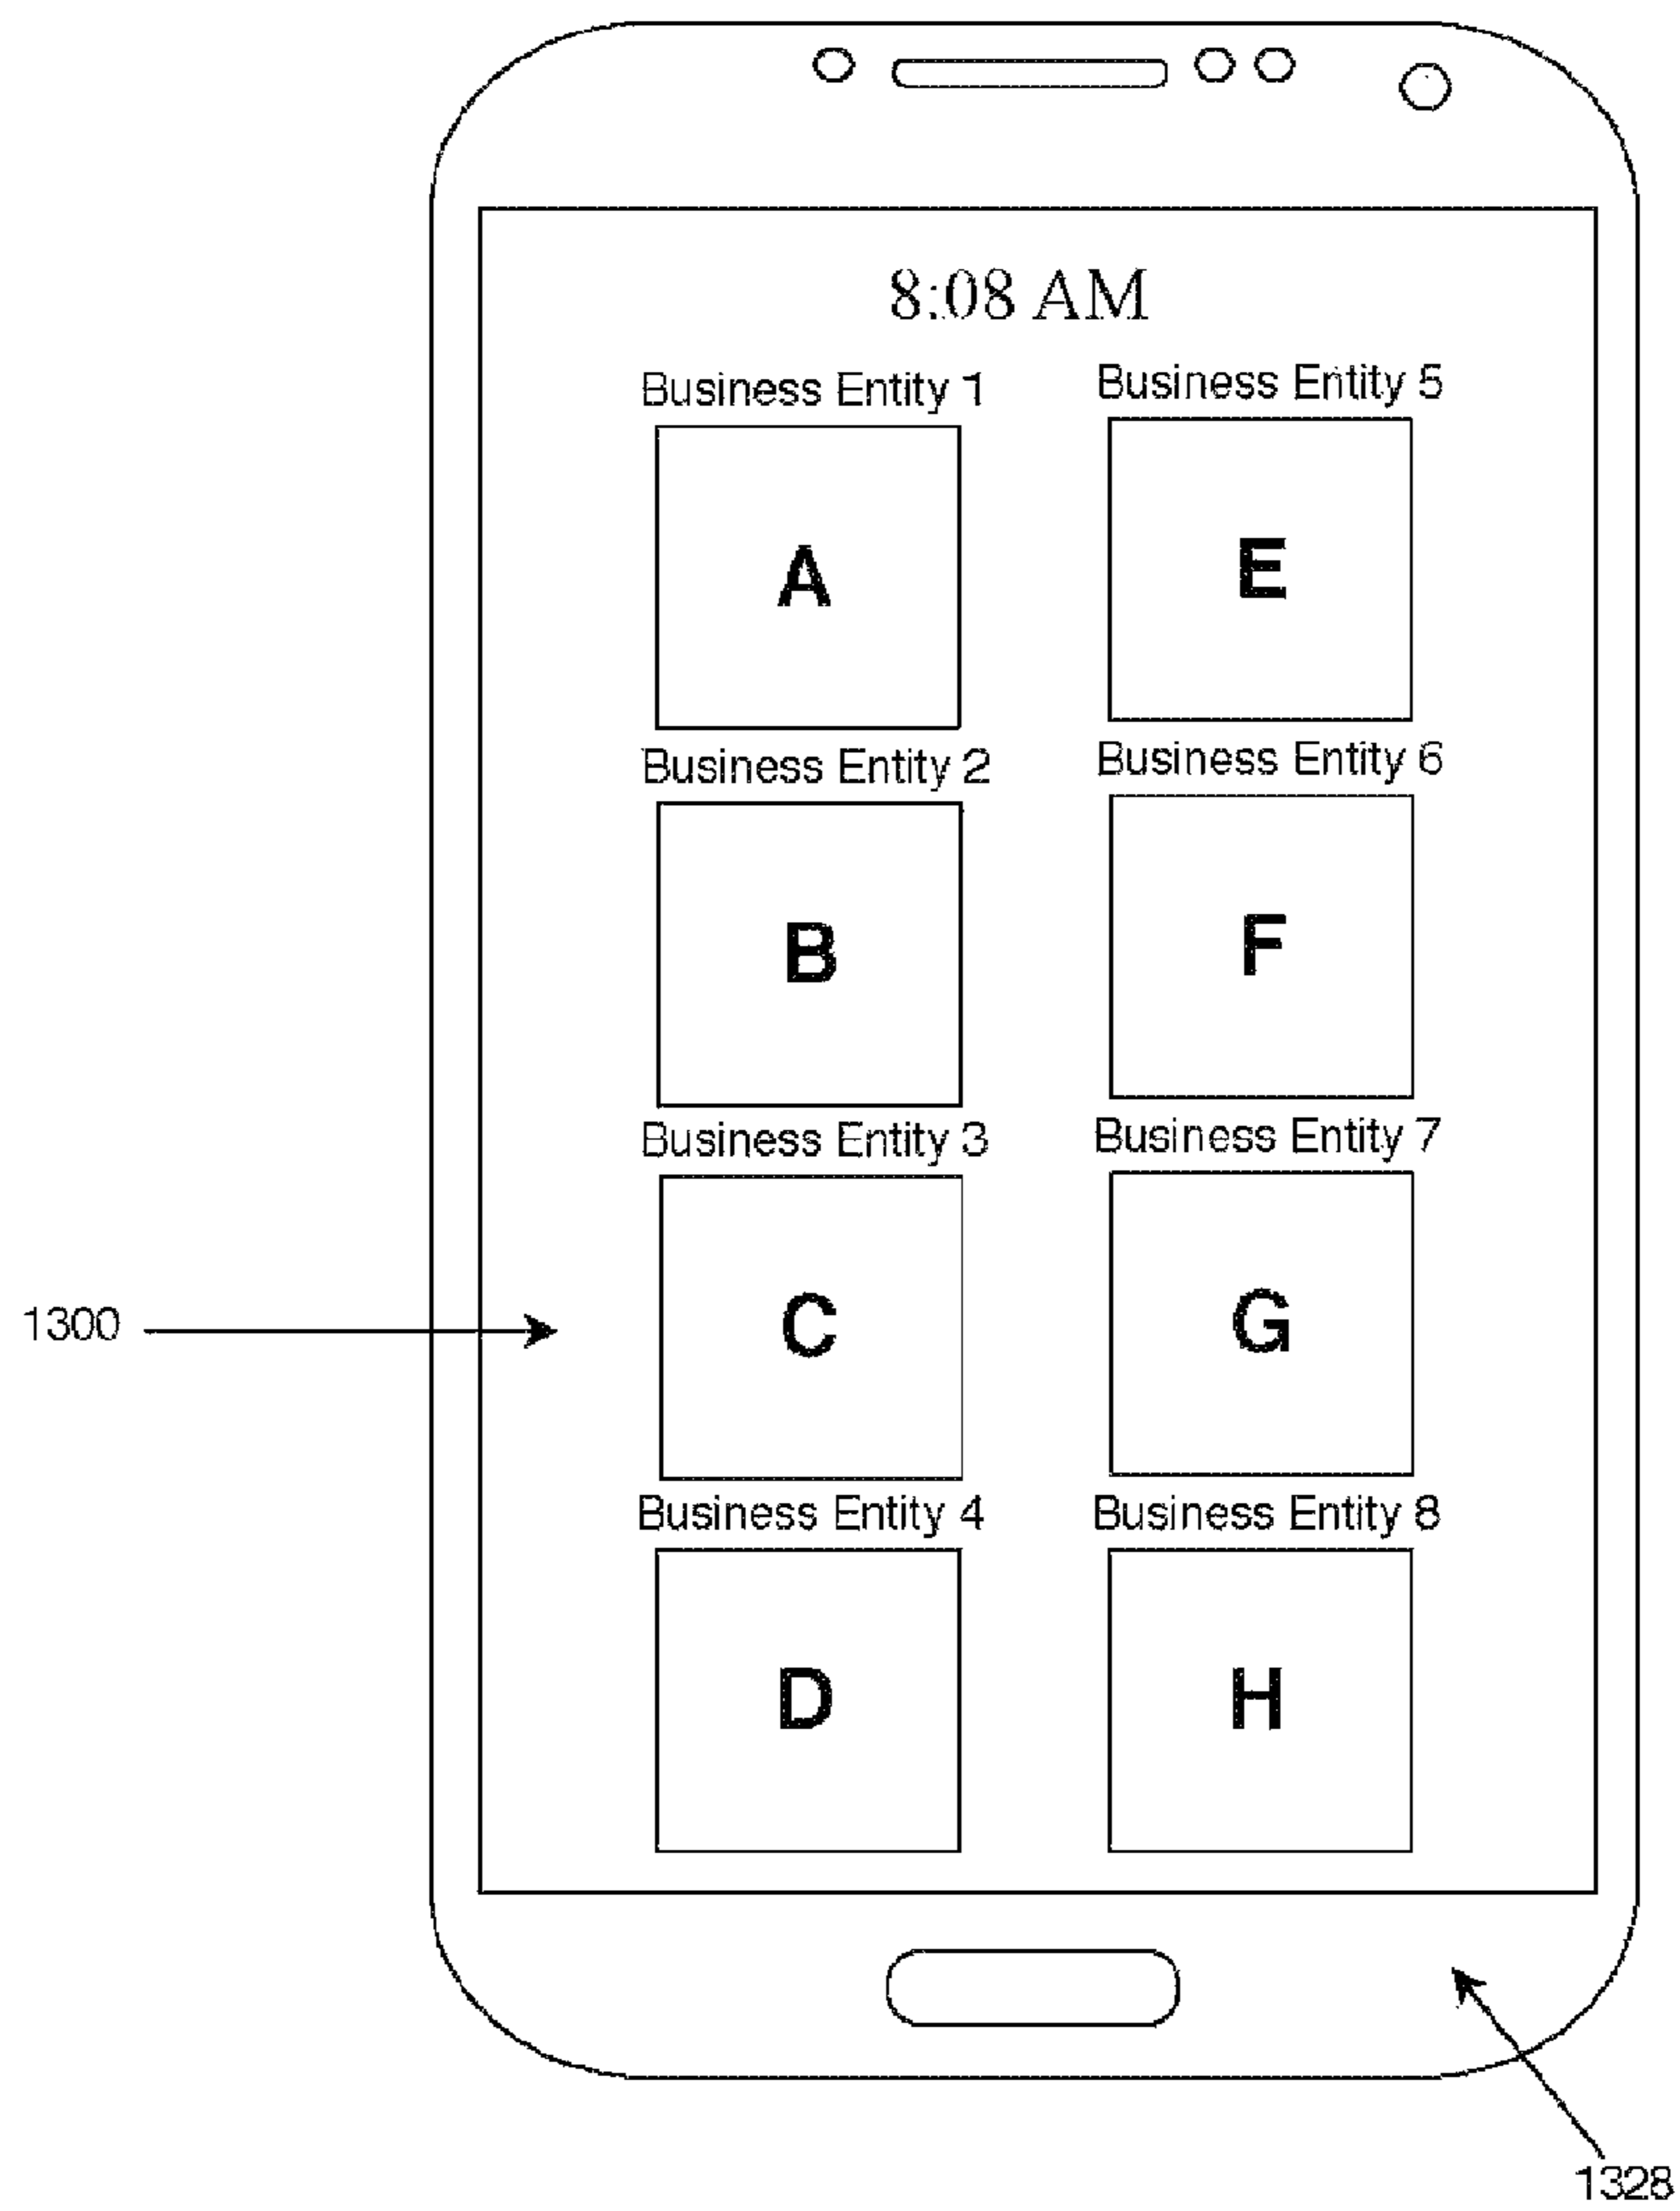 8:08 AM
Business Entity 1
A
Business Entity 2
B
Business Entity 3
C
Business Entity 4
D
Business Entity 5
E
Business Entity 6
F
Business Entity 7
G
Business Entity 8
H
1300
1328